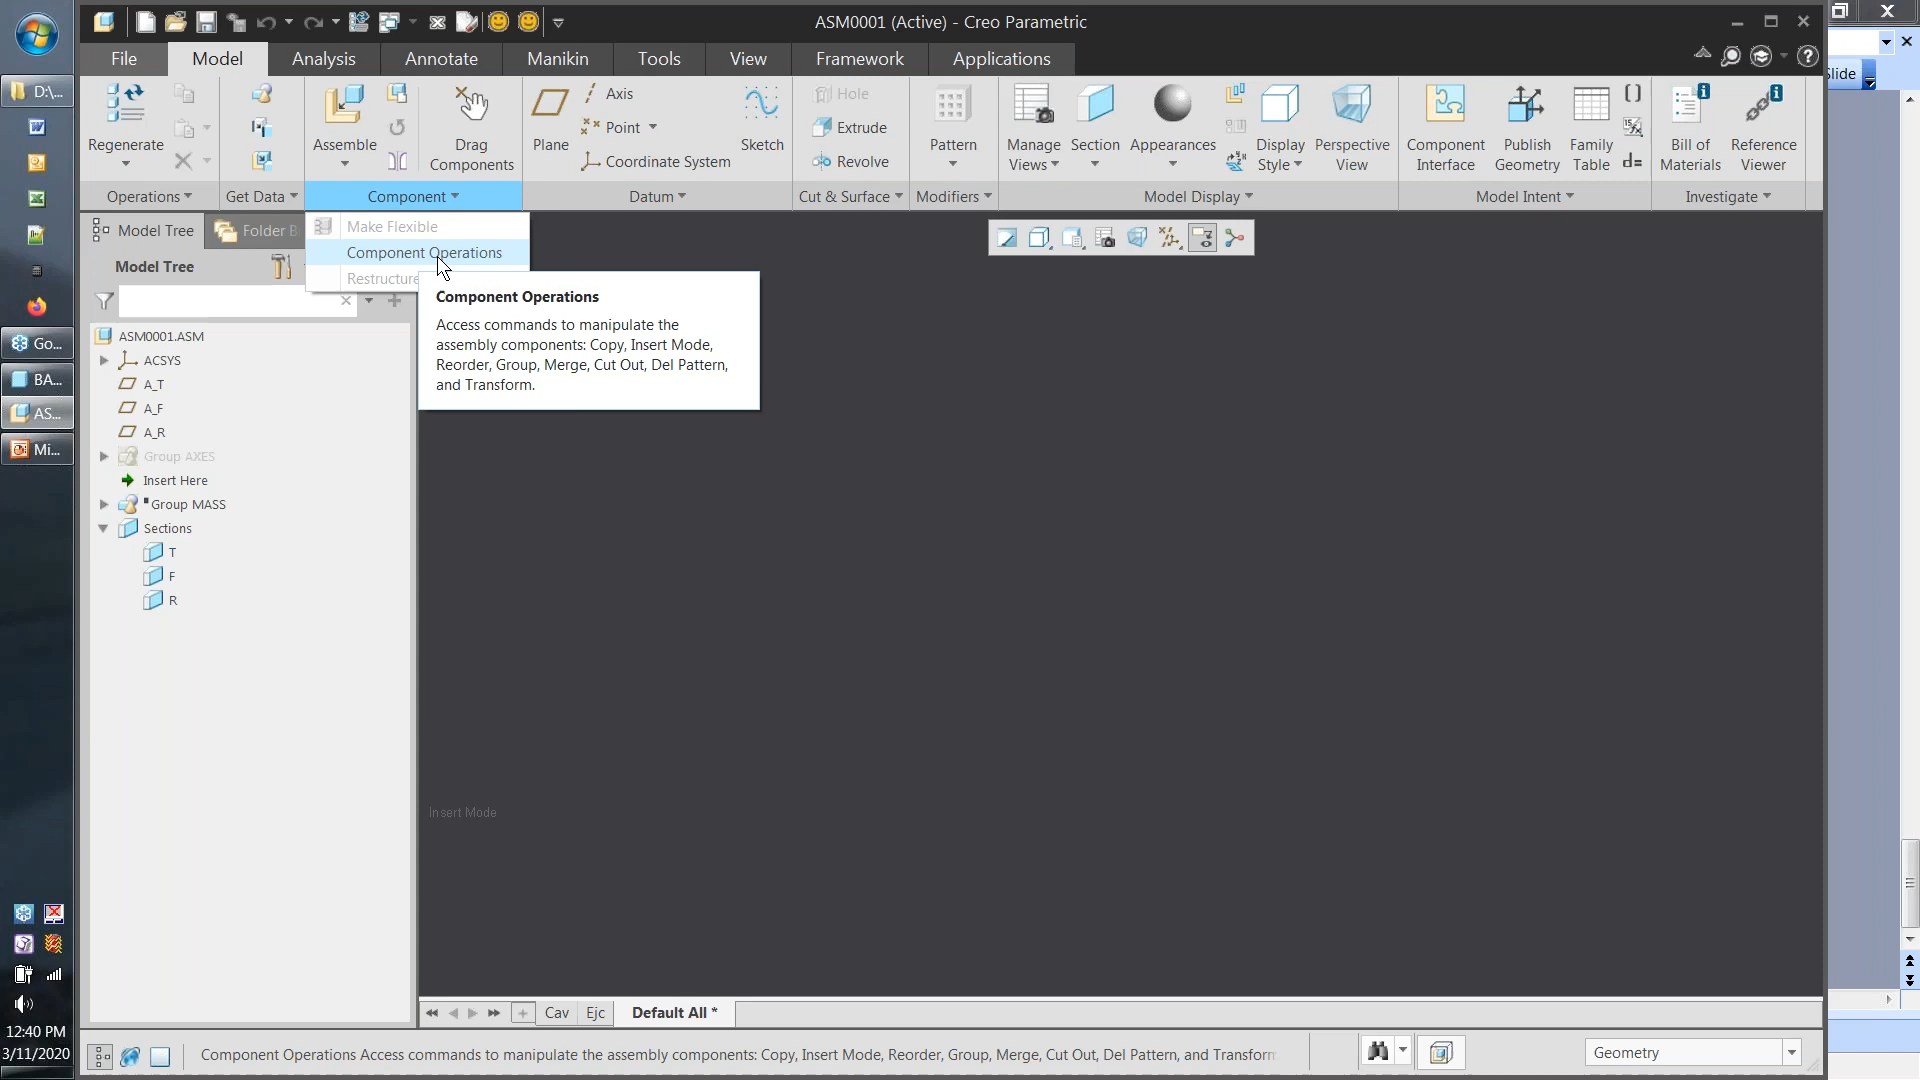 ASM0001 (Active) - Creo Parametric
File Model Analysis Annotate Manikin Tools View Framework Applications
Slide
D:\...
Regenerate
Assemble
Drag Components
Plane
Axis
Point
Coordinate System
Sketch
Hole
Extrude
Revolve
Pattern
Manage Views
Section
Appearances
Display Style
Perspective View
Component Interface
Publish Geometry
Family Table
Bill of Materials
Reference Viewer
Operations Get Data Component Datum Cut & Surface Modifiers Model Display Model Intent Investigate
Model Tree Folder B
Make Flexible
Component Operations
Restructure
Model Tree
Component Operations
Access commands to manipulate the
assembly components: Copy, Insert Mode,
Reorder, Group, Merge, Cut Out, Del Pattern,
and Transform.
ASM0001.ASM
ACSYS
A_T
A_F
A_R
Group AXES
Insert Here
Group MASS
Sections
T
F
R
Go...
BA...
AS...
Mi...
Insert Mode
Cav Ejc Default All *
12:40 PM
3/11/2020
Component Operations Access commands to manipulate the assembly components: Copy, Insert Mode, Reorder, Group, Merge, Cut Out, Del Pattern, and Transform
Geometry